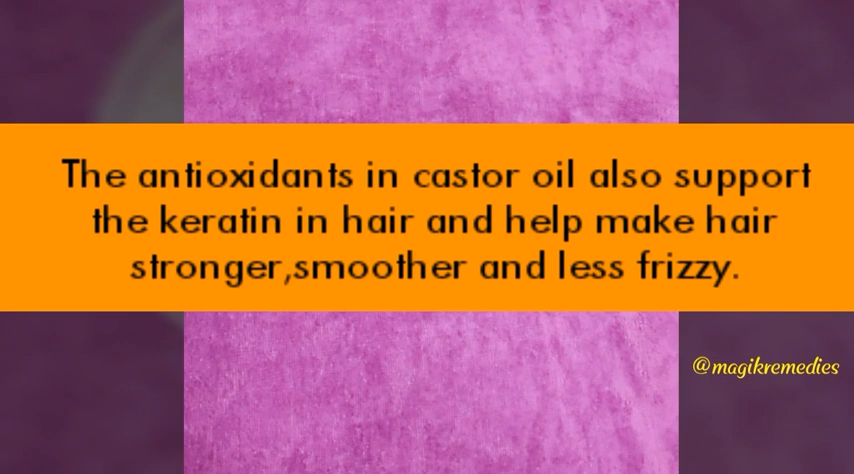 The antioxidants in castor oil also support
the keratin in hair and help make hair
stronger,smoother and less frizzy.
@magikremedies